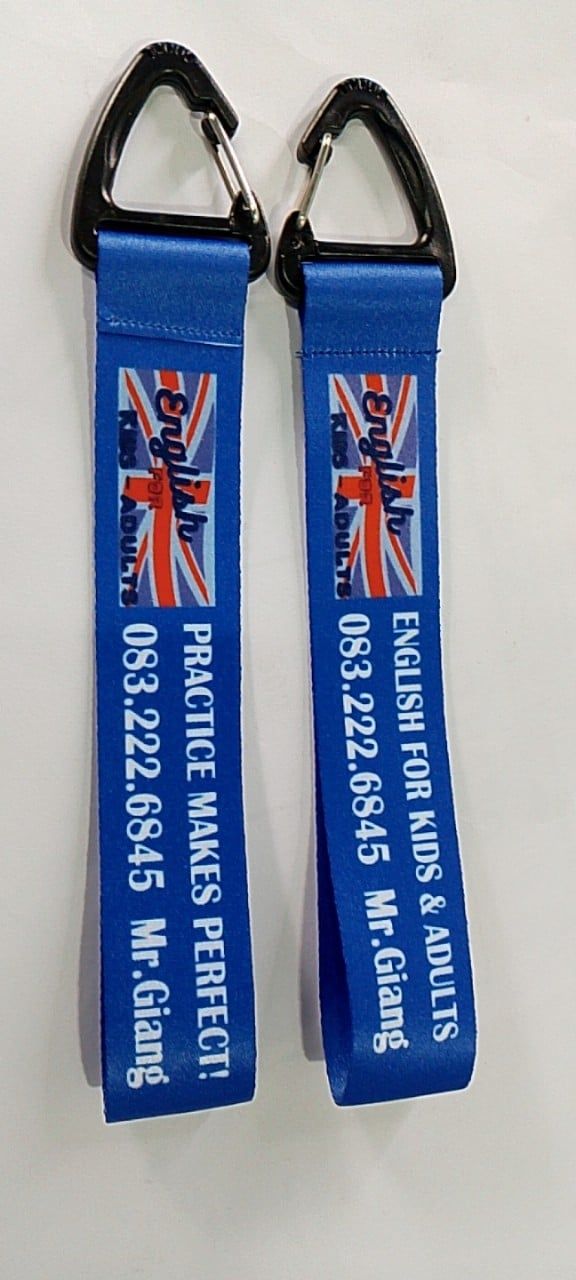 English
FOR
KIDS - ADULTS
PRACTICE MAKES PERFECT!
083.222.6845 Mr.Giang
English
FOR
KIDS - ADULTS
ENGLISH FOR KIDS & ADULTS
083.222.6845 Mr.Giang